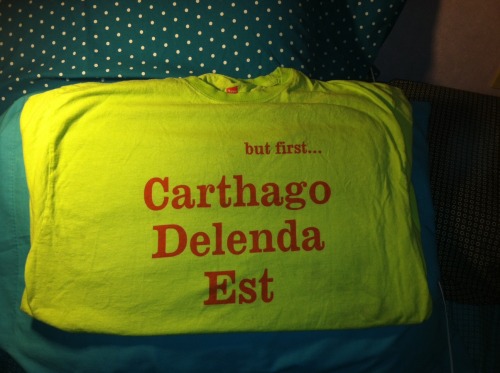 but first...
Carthago
Delenda
Est